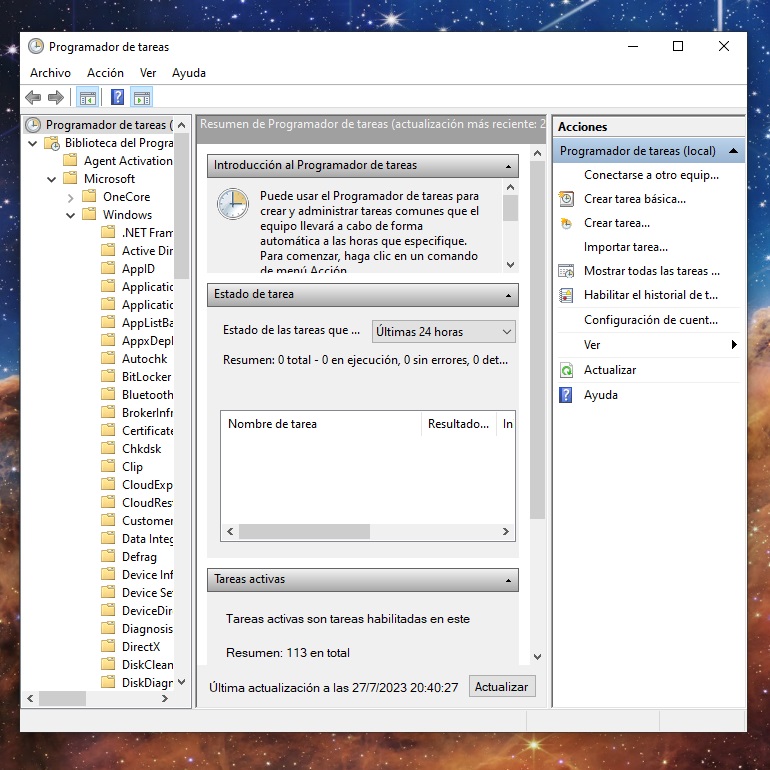 Programador de tareas
Archivo Acción Ver Ayuda
Programador de tareas (
Biblioteca del Progra
Agent Activation
Microsoft
OneCore
Windows
.NET Fram
Active Dir
AppID
Applicatic
Applicatic
AppListBa
AppxDepl
Autochk
BitLocker
Bluetooth
BrokerInfr
Certificate
Chkdsk
Clip
CloudExp
CloudRes
Customer
Data Integ
Defrag
Device Inf
Device Se
DeviceDir
Diagnosis
DirectX
DiskClean
DiskDiagn
Resumen de Programador de tareas (actualización más reciente: 2
Introducción al Programador de tareas
Puede usar el Programador de tareas para
crear y administrar tareas comunes que el
equipo llevará a cabo de forma
automática a las horas que especifique.
Para comenzar, haga clic en un comando
de menú Acción
Estado de tarea
Estado de las tareas que ... Últimas 24 horas
Resumen: 0 total - 0 en ejecución, 0 sin errores, 0 det...
Nombre de tarea Resultado... In
Tareas activas
Tareas activas son tareas habilitadas en este
Resumen: 113 en total
Última actualización a las 27/7/2023 20:40:27 Actualizar
Acciones
Programador de tareas (local)
Conectarse a otro equip...
Crear tarea básica...
Crear tarea...
Importar tarea...
Mostrar todas las tareas ...
Habilitar el historial de t...
Configuración de cuent...
Ver
Actualizar
Ayuda